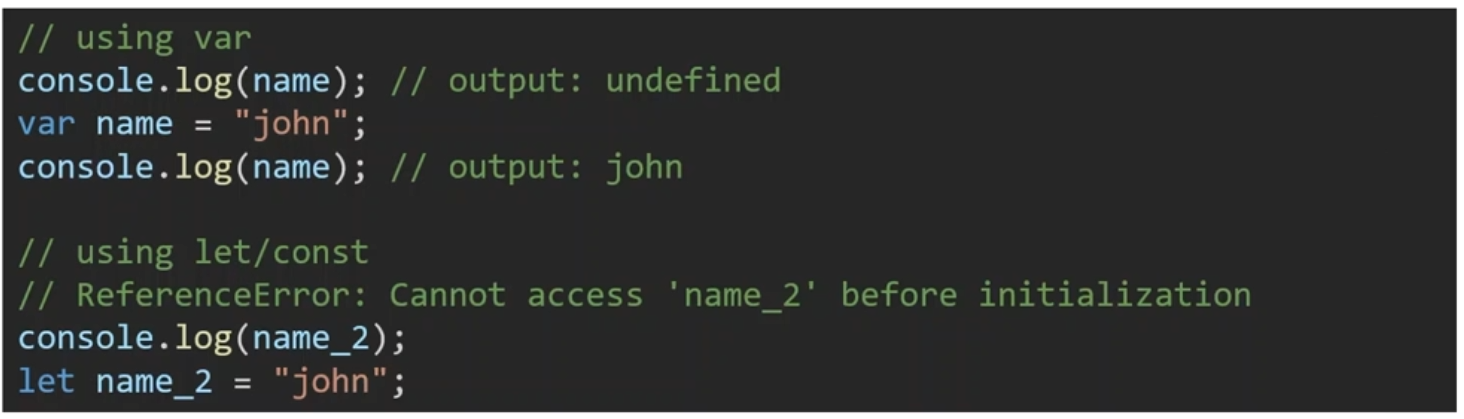 // using var
console.log(name); // output: undefined
var name = "john";
console.log(name); // output: john
// using let/const
// ReferenceError: Cannot access 'name_2' before initialization
console.log(name_2);
let name_2 = "john";